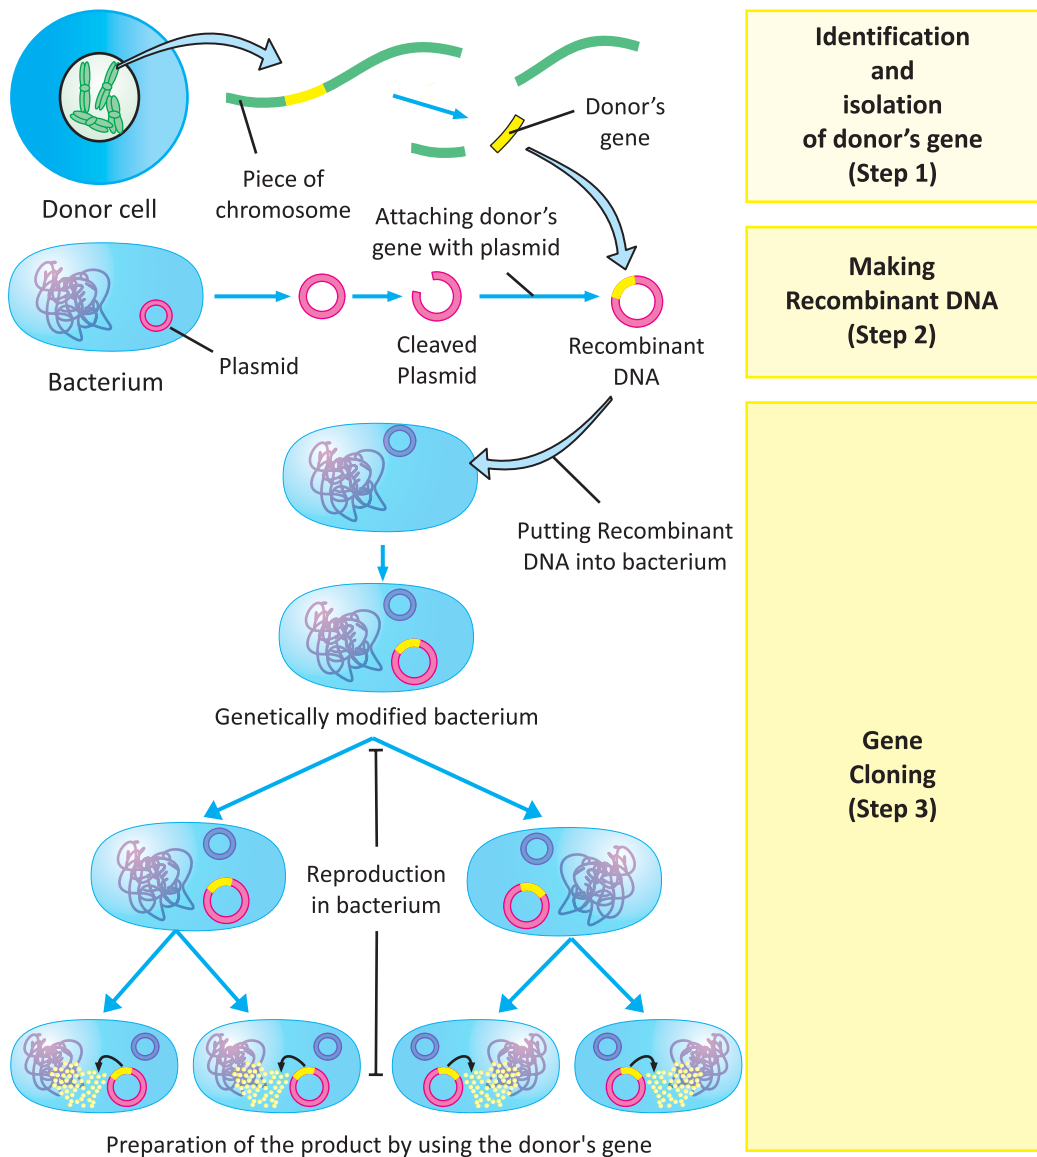 Identification
and
isolation
of donor's gene
(Step 1)
Donor's
gene
Piece of
chromosome
Donor cell
Attaching donor's
gene with plasmid
Making
Recombinant DNA
(Step 2)
Plasmid
Bacterium
Cleaved
Plasmid
Recombinant
DNA
Putting Recombinant
DNA into bacterium
Genetically modified bacterium
Gene
Cloning
(Step 3)
Reproduction
in bacterium
Preparation of the product by using the donor's gene